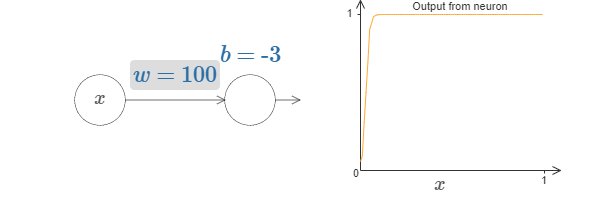 b = -3
w = 100
x
Output from neuron
1
0
1
x